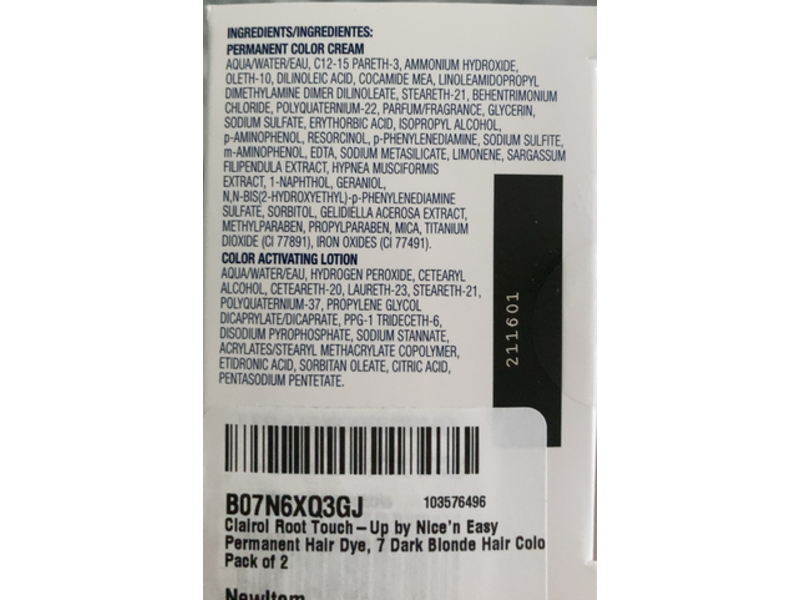 INGREDIENTS/INGREDIENTES:
PERMANENT COLOR CREAM
AQUA/WATER/EAU, C12-15 PARETH-3, AMMONIUM HYDROXIDE,
OLETH-10, DILINOLEIC ACID, COCAMIDE MEA, LINOLEAMIDOPROPYL
DIMETHYLAMINE DIMER DILINOLEATE, STEARETH-21, BEHENTRIMONIUM
CHLORIDE, POLYQUATERNIUM-22, PARFUM/FRAGRANCE, GLYCERIN,
SODIUM SULFATE, ERYTHORBIC ACID, ISOPROPYL ALCOHOL,
p-AMINOPHENOL, RESORCINOL, p-PHENYLENEDIAMINE, SODIUM SULFITE,
m-AMINOPHENOL, EDTA, SODIUM METASILICATE, LIMONENE, SARGASSUM
FILIPENDULA EXTRACT, HYPNEA MUSCIFORMIS
EXTRACT, 1-NAPHTHOL, GERANIOL,
N,N-BIS(2-HYDROXYETHYL)-p-PHENYLENEDIAMINE
SULFATE, SORBITOL, GELIDIELLA ACEROSA EXTRACT,
METHYLPARABEN, PROPYLPARABEN, MICA, TITANIUM
DIOXIDE (CI 77891), IRON OXIDES (CI 77491).
COLOR ACTIVATING LOTION
AQUA/WATER/EAU, HYDROGEN PEROXIDE, CETEARYL
ALCOHOL, CETEARETH-20, LAURETH-23, STEARETH-21,
POLYQUATERNIUM-37, PROPYLENE GLYCOL
DICAPRYLATE/DICAPRATE, PPG-1 TRIDECETH-6,
DISODIUM PYROPHOSPHATE, SODIUM STANNATE,
ACRYLATES/STEARYL METHACRYLATE COPOLYMER,
ETIDRONIC ACID, SORBITAN OLEATE, CITRIC ACID,
PENTASODIUM PENTETATE.
211601
B07N6XQ3GJ 103576496
Clairol Root Touch-Up by Nice'n Easy
Permanent Hair Dye, 7 Dark Blonde Hair Colo
Pack of 2
NewItem